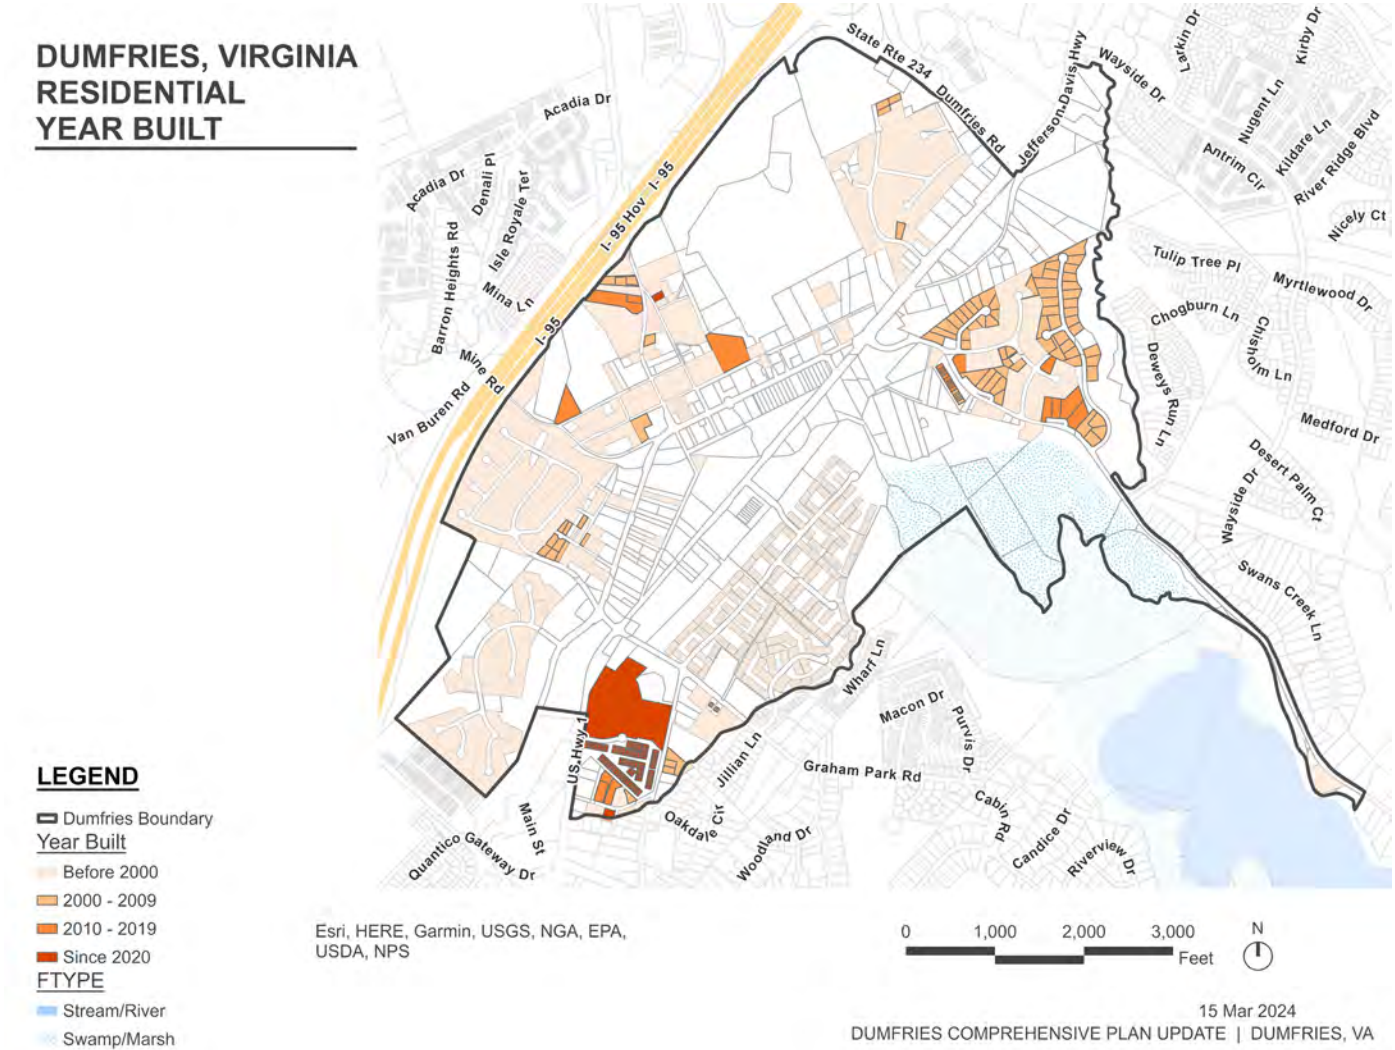 DUMFRIES, VIRGINIA
RESIDENTIAL
YEAR BUILT
State Rte 234
Dumfries Rd
Jefferson Davis Hwy
Wayside Dr
Larkin Dr
Kirby Dr
Nugent Ln
Kildare Ln
River Ridge Blvd
Antrim Cir
Nicely Ct
Acadia Dr
Acadia Dr
Denali Pl
Isle Royale Ter
Barron Heights Rd
Mina Ln
I- 95 Hov
I- 95
I- 95
Mine Rd
Van Buren Rd
Tulip Tree Pl
Myrtlewood Dr
Chogburn Ln
Chisholm Ln
Deweys Run Ln
Medford Dr
Desert Palm Ct
Wayside Dr
Swans Creek Ln
Wharf Ln
Macon Dr
Purvis Dr
Graham Park Rd
Jillian Ln
Cabin Rd
Candice Dr
Riverview Dr
US Hwy 1
Main St
Oakdale Cir
Woodland Dr
Quantico Gateway Dr
LEGEND
Dumfries Boundary
Year Built
Before 2000
2000 - 2009
2010 - 2019
Since 2020
FTYPE
Stream/River
Swamp/Marsh
Esri, HERE, Garmin, USGS, NGA, EPA,
USDA, NPS
0 1,000 2,000 3,000
Feet
N
15 Mar 2024
DUMFRIES COMPREHENSIVE PLAN UPDATE | DUMFRIES, VA